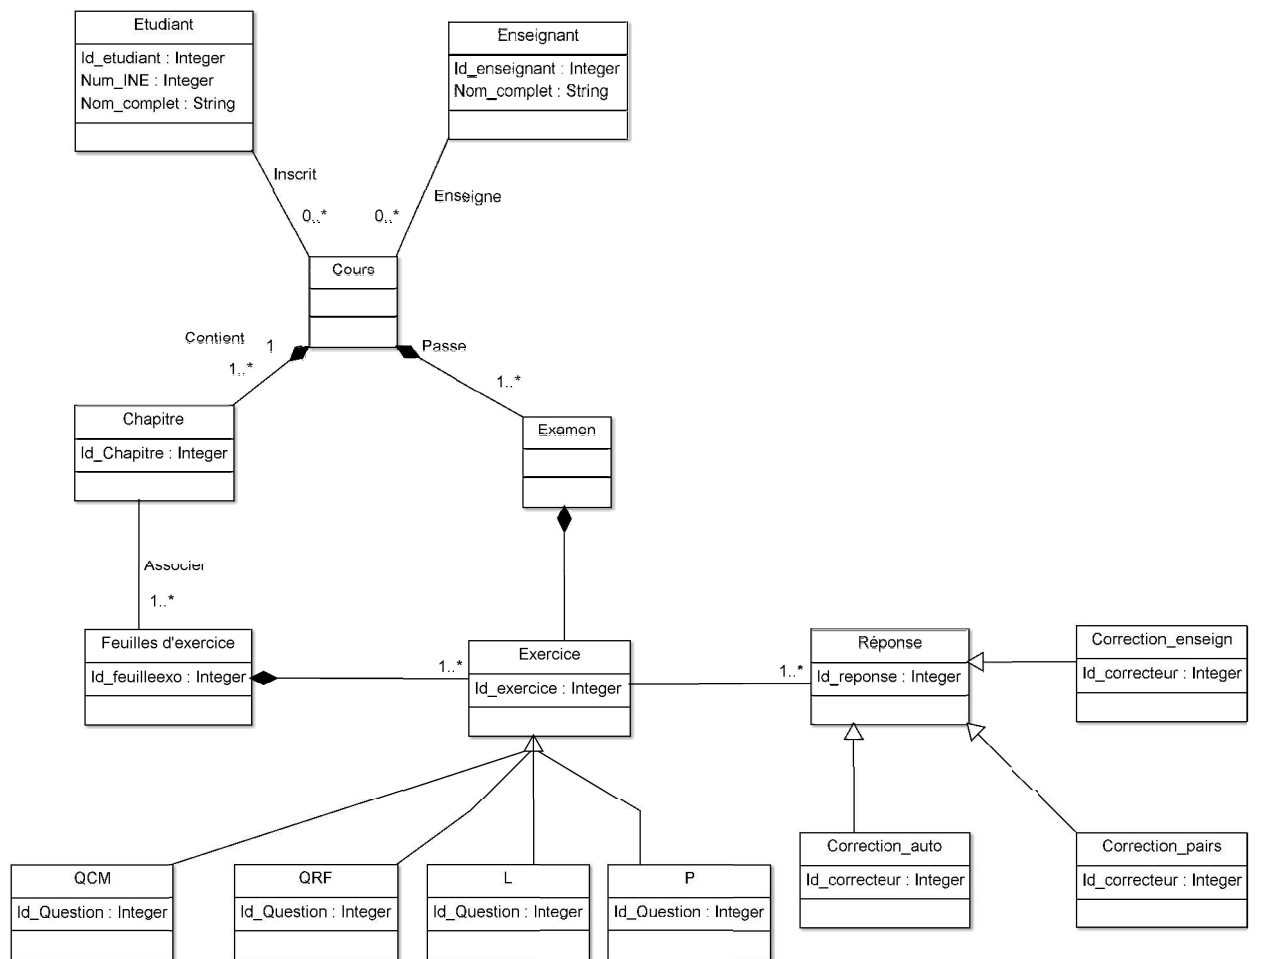 Etudiant
Id_etudiant : Integer
Num_INE : Integer
Nom_complet : String
Enseignant
Id_enseignant : Integer
Nom_complet : String
Inscrit
Enseigne
0..*
0..*
Cours
Contient
1
Passe
1..*
1..*
Chapitre
Id_Chapitre : Integer
Examen
Associer
1..*
Feuilles d'exercice
Id_feuilleexo : Integer
1..*
Exercice
Id_exercice : Integer
1..*
Réponse
Id_reponse : Integer
Correction_enseign
Id_correcteur : Integer
Correction_auto
Id_correcteur : Integer
Correction_pairs
Id_correcteur : Integer
QCM
Id_Question : Integer
QRF
Id_Question : Integer
L
Id_Question : Integer
P
Id_Question : Integer